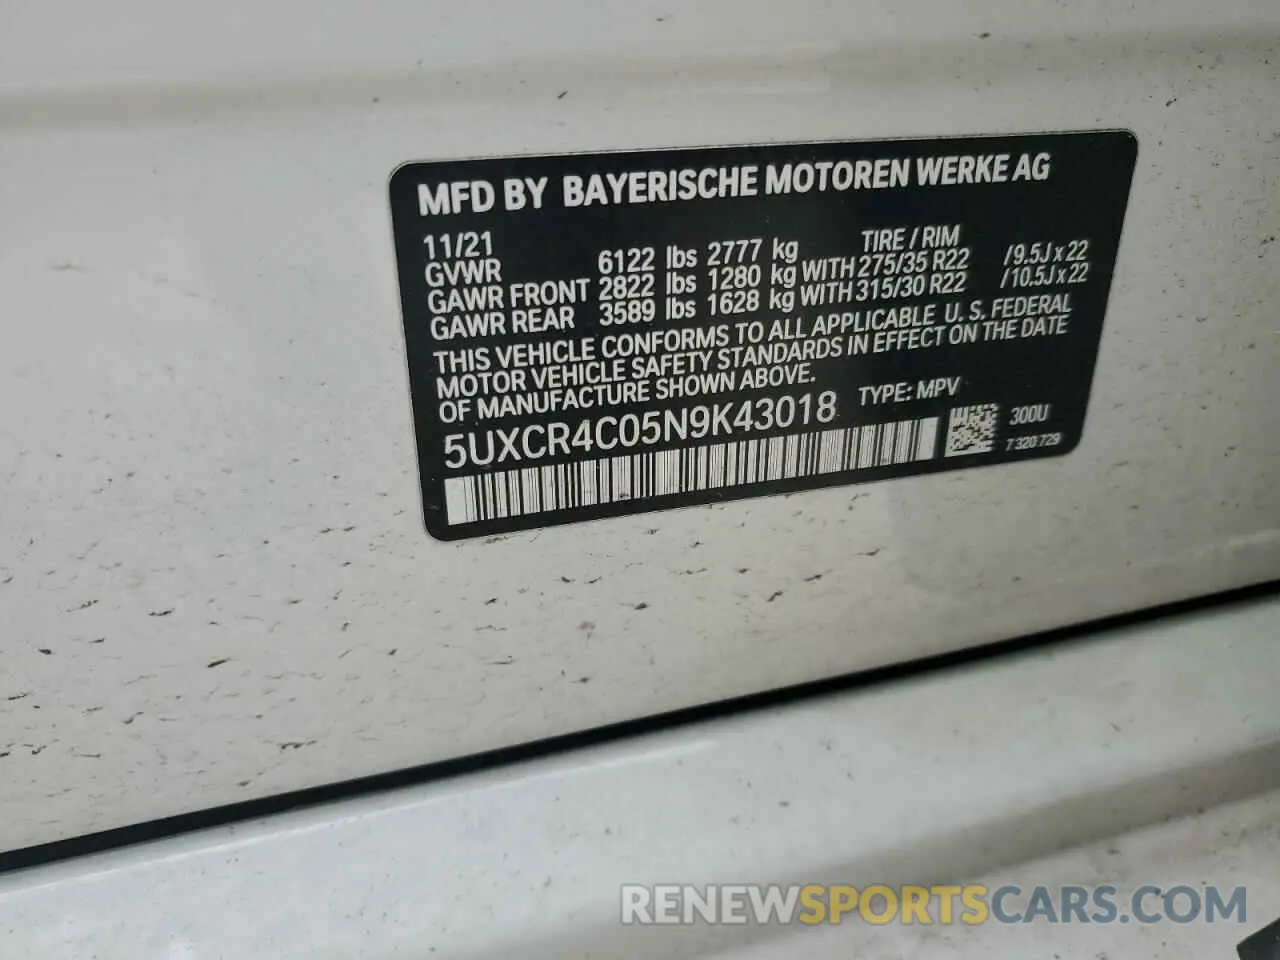 MFD BY BAYERISCHE MOTOREN WERKE AG
11/21 TIRE / RIM
GVWR 6122 lbs 2777 kg
GAWR FRONT 2822 lbs 1280 kg WITH 275/35 R22 /9.5J x 22
GAWR REAR 3589 lbs 1628 kg WITH 315/30 R22 /10.5J x 22
THIS VEHICLE CONFORMS TO ALL APPLICABLE U. S. FEDERAL
MOTOR VEHICLE SAFETY STANDARDS IN EFFECT ON THE DATE
OF MANUFACTURE SHOWN ABOVE.
5UXCR4C05N9K43018 TYPE: MPV
300U
7 320 729
RENEWSPORTSCARS.COM